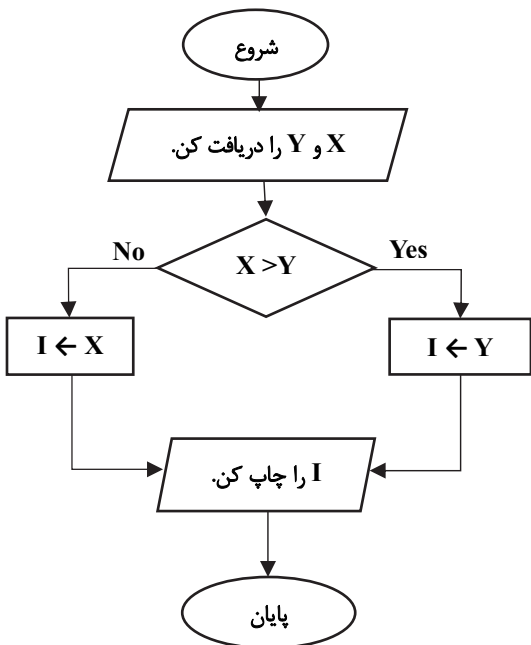 شروع
X و Y را دریافت کن.
X >Y
No
Yes
I ← X
I ← Y
I را چاپ کن.
پایان